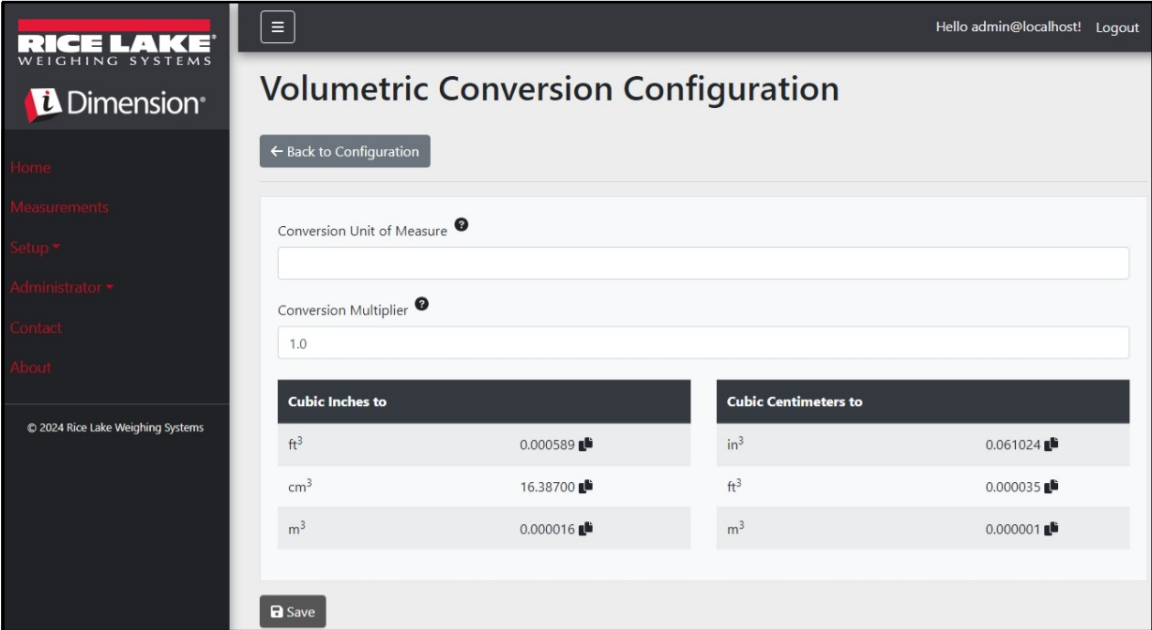 RICE LAKE®
WEIGHING SYSTEMS
i Dimension®
Home
Measurements
Setup
Administrator
Contact
About
© 2024 Rice Lake Weighing Systems
Hello admin@localhost! Logout
Volumetric Conversion Configuration
← Back to Configuration
Conversion Unit of Measure ?
Conversion Multiplier ?
1.0
Cubic Inches to
ft³ 0.000589
cm³ 16.38700
m³ 0.000016
Cubic Centimeters to
in³ 0.061024
ft³ 0.000035
m³ 0.000001
Save